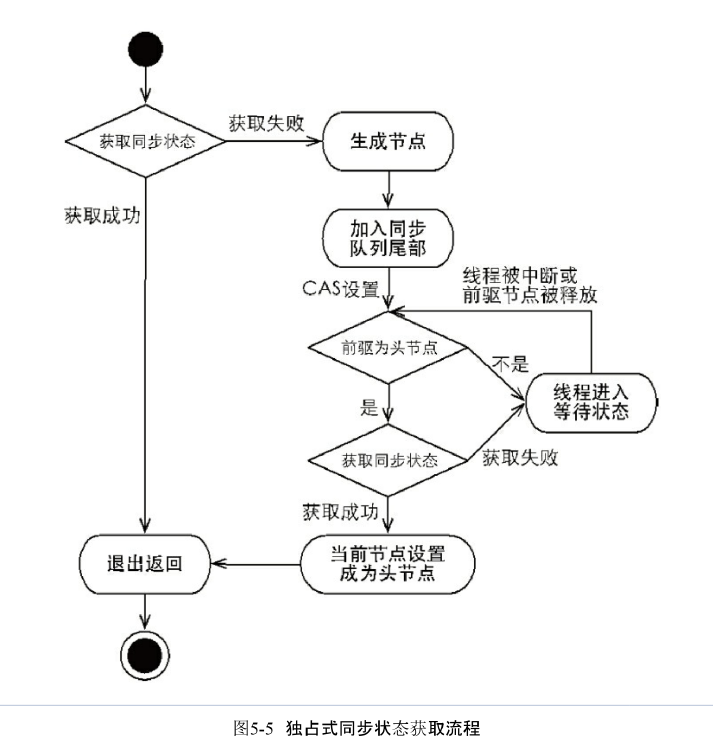 获取同步状态
获取失败
生成节点
获取成功
加入同步
队列尾部
CAS设置
线程被中断或
前驱节点被释放
前驱为头节点
不是
线程进入
等待状态
是
获取同步状态
获取失败
获取成功
退出返回
当前节点设置
成为头节点
图5-5 独占式同步状态获取流程